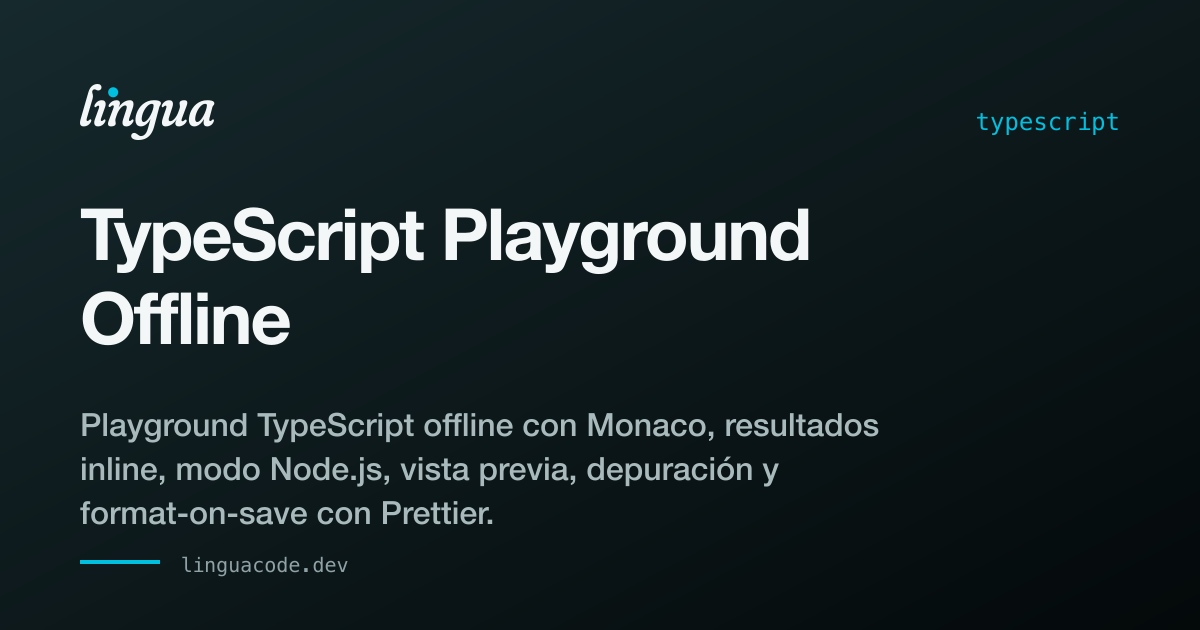 lingua
typescript
TypeScript Playground
Offline
Playground TypeScript offline con Monaco, resultados
inline, modo Node.js, vista previa, depuración y
format-on-save con Prettier.
linguacode.dev